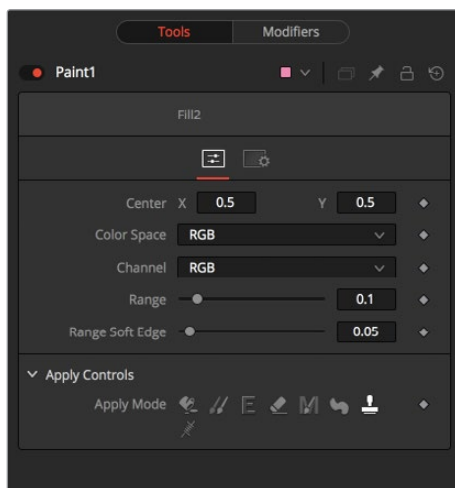 Tools Modifiers
Paint1
Fill2
Center X 0.5 Y 0.5
Color Space RGB
Channel RGB
Range 0.1
Range Soft Edge 0.05
Apply Controls
Apply Mode